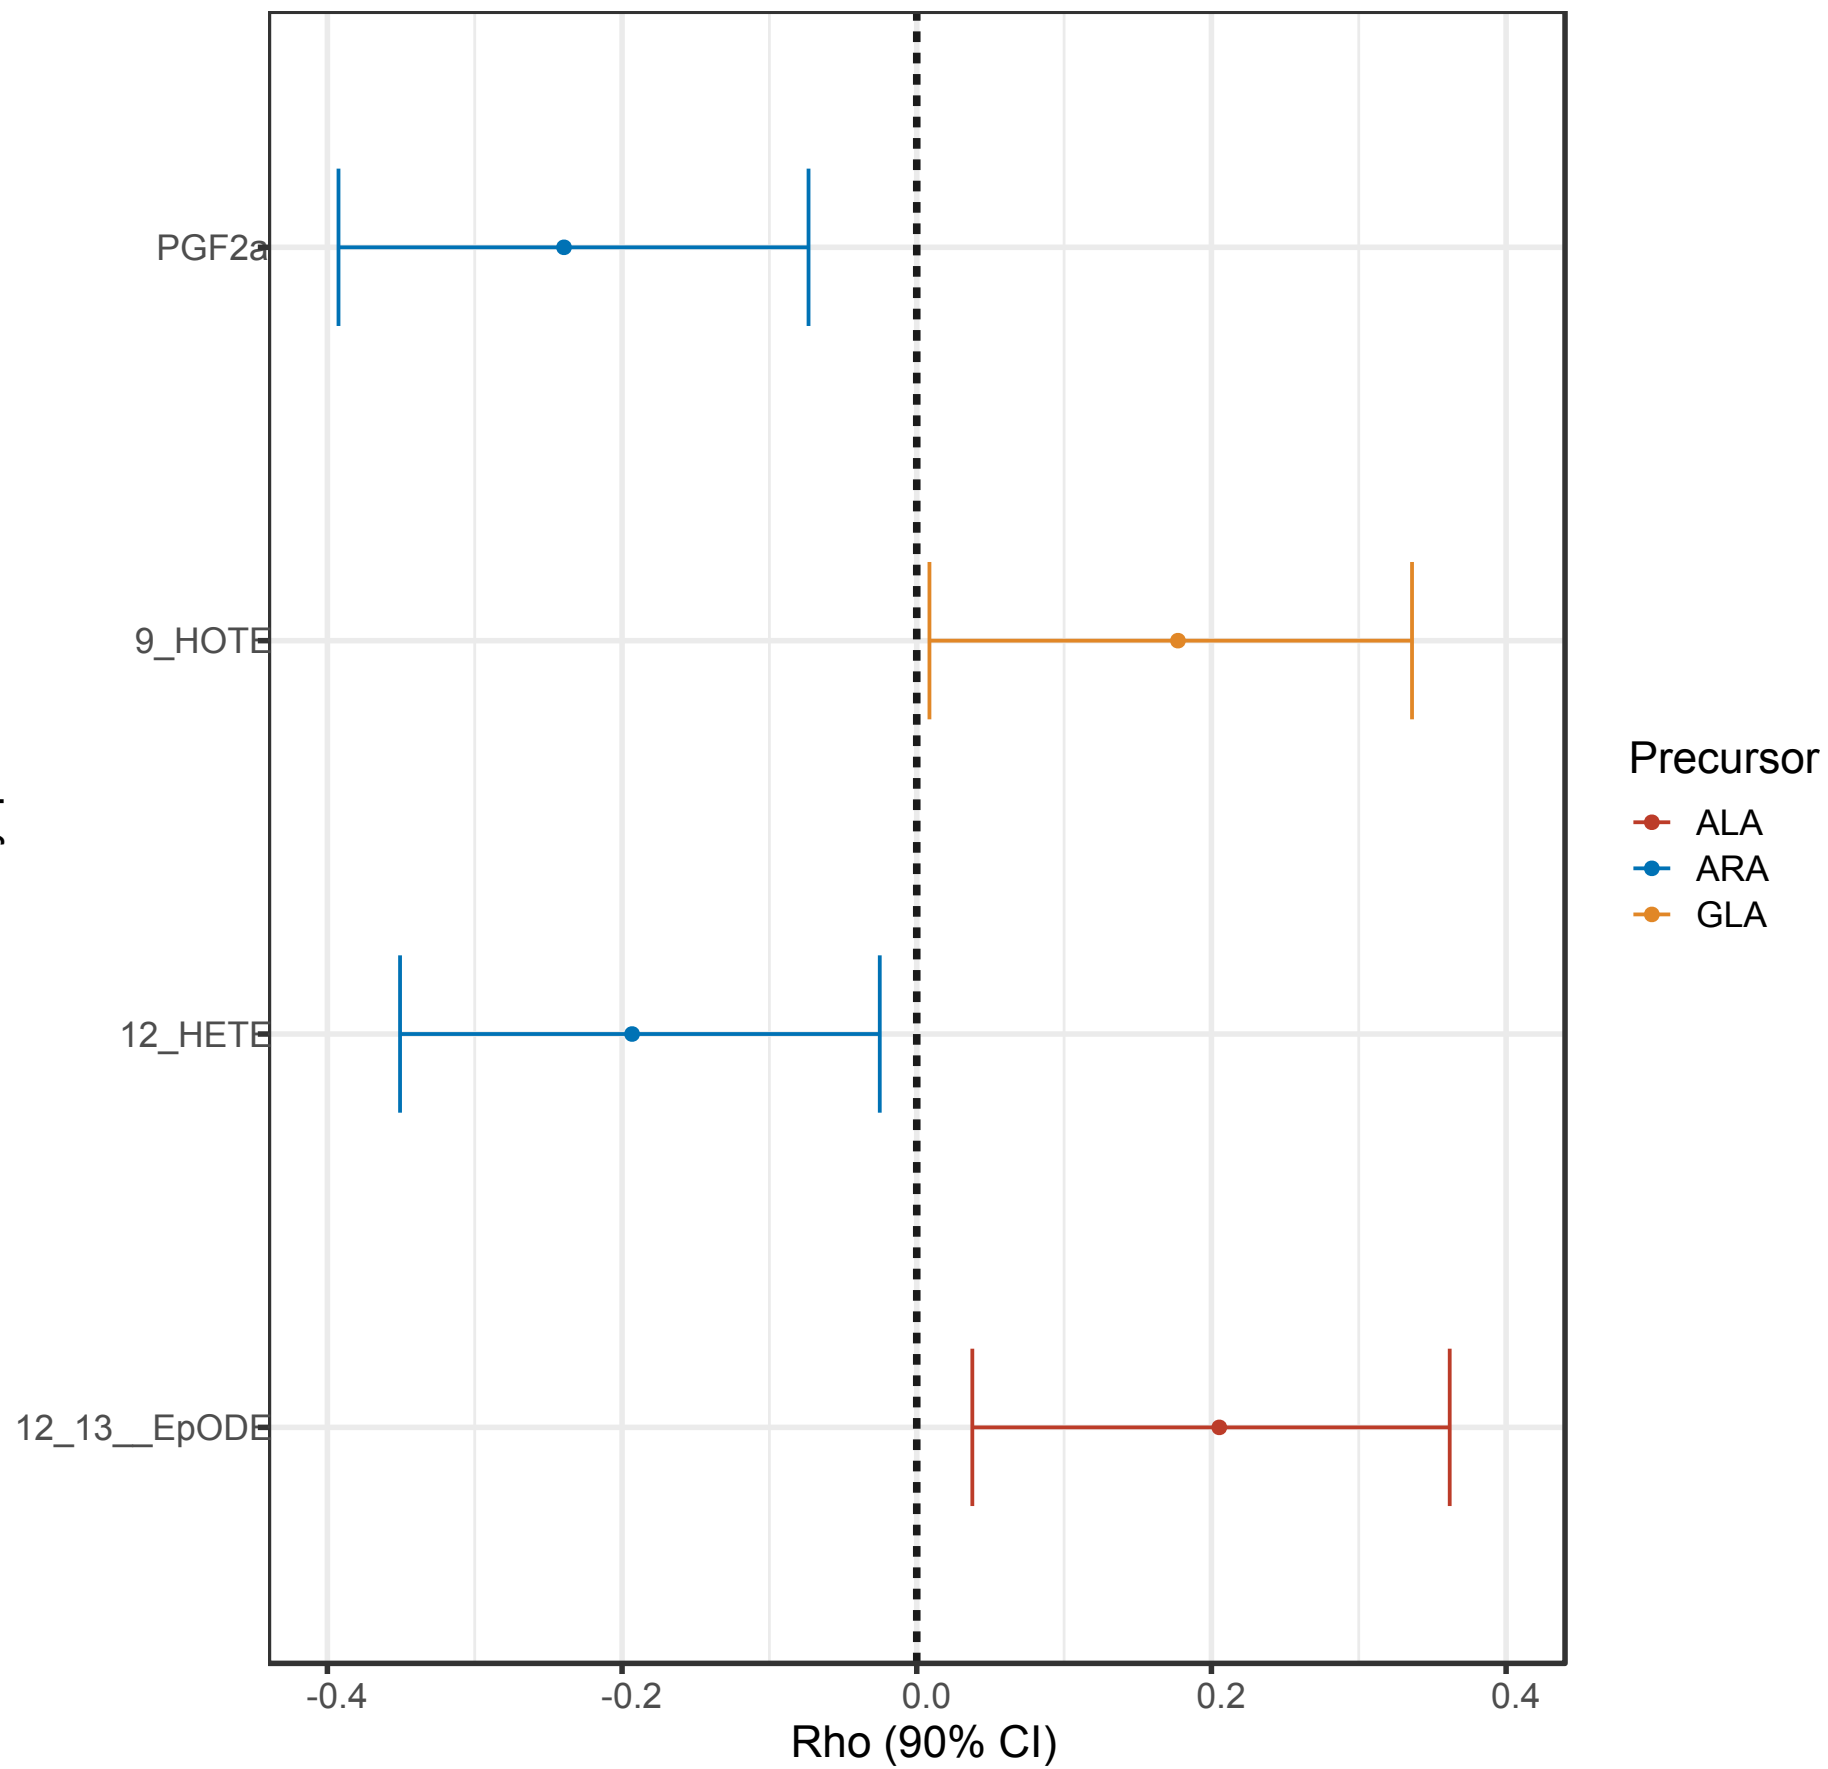 PGF2a
9_HOTE
12_HETE
12_13__EpODE
-0.4
-0.2
0.0
0.2
0.4
Rho (90% CI)
Precursor
ALA
ARA
GLA